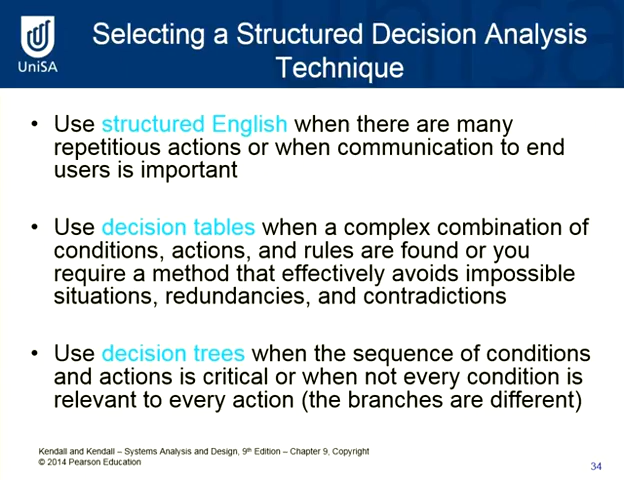 Selecting a Structured Decision Analysis
Technique
UniSA
• Use structured English when there are many
repetitious actions or when communication to end
users is important
• Use decision tables when a complex combination of
conditions, actions, and rules are found or you
require a method that effectively avoids impossible
situations, redundancies, and contradictions
• Use decision trees when the sequence of conditions
and actions is critical or when not every condition is
relevant to every action (the branches are different)
Kendall and Kendall – Systems Analysis and Design, 9th Edition – Chapter 9, Copyright
© 2014 Pearson Education
34